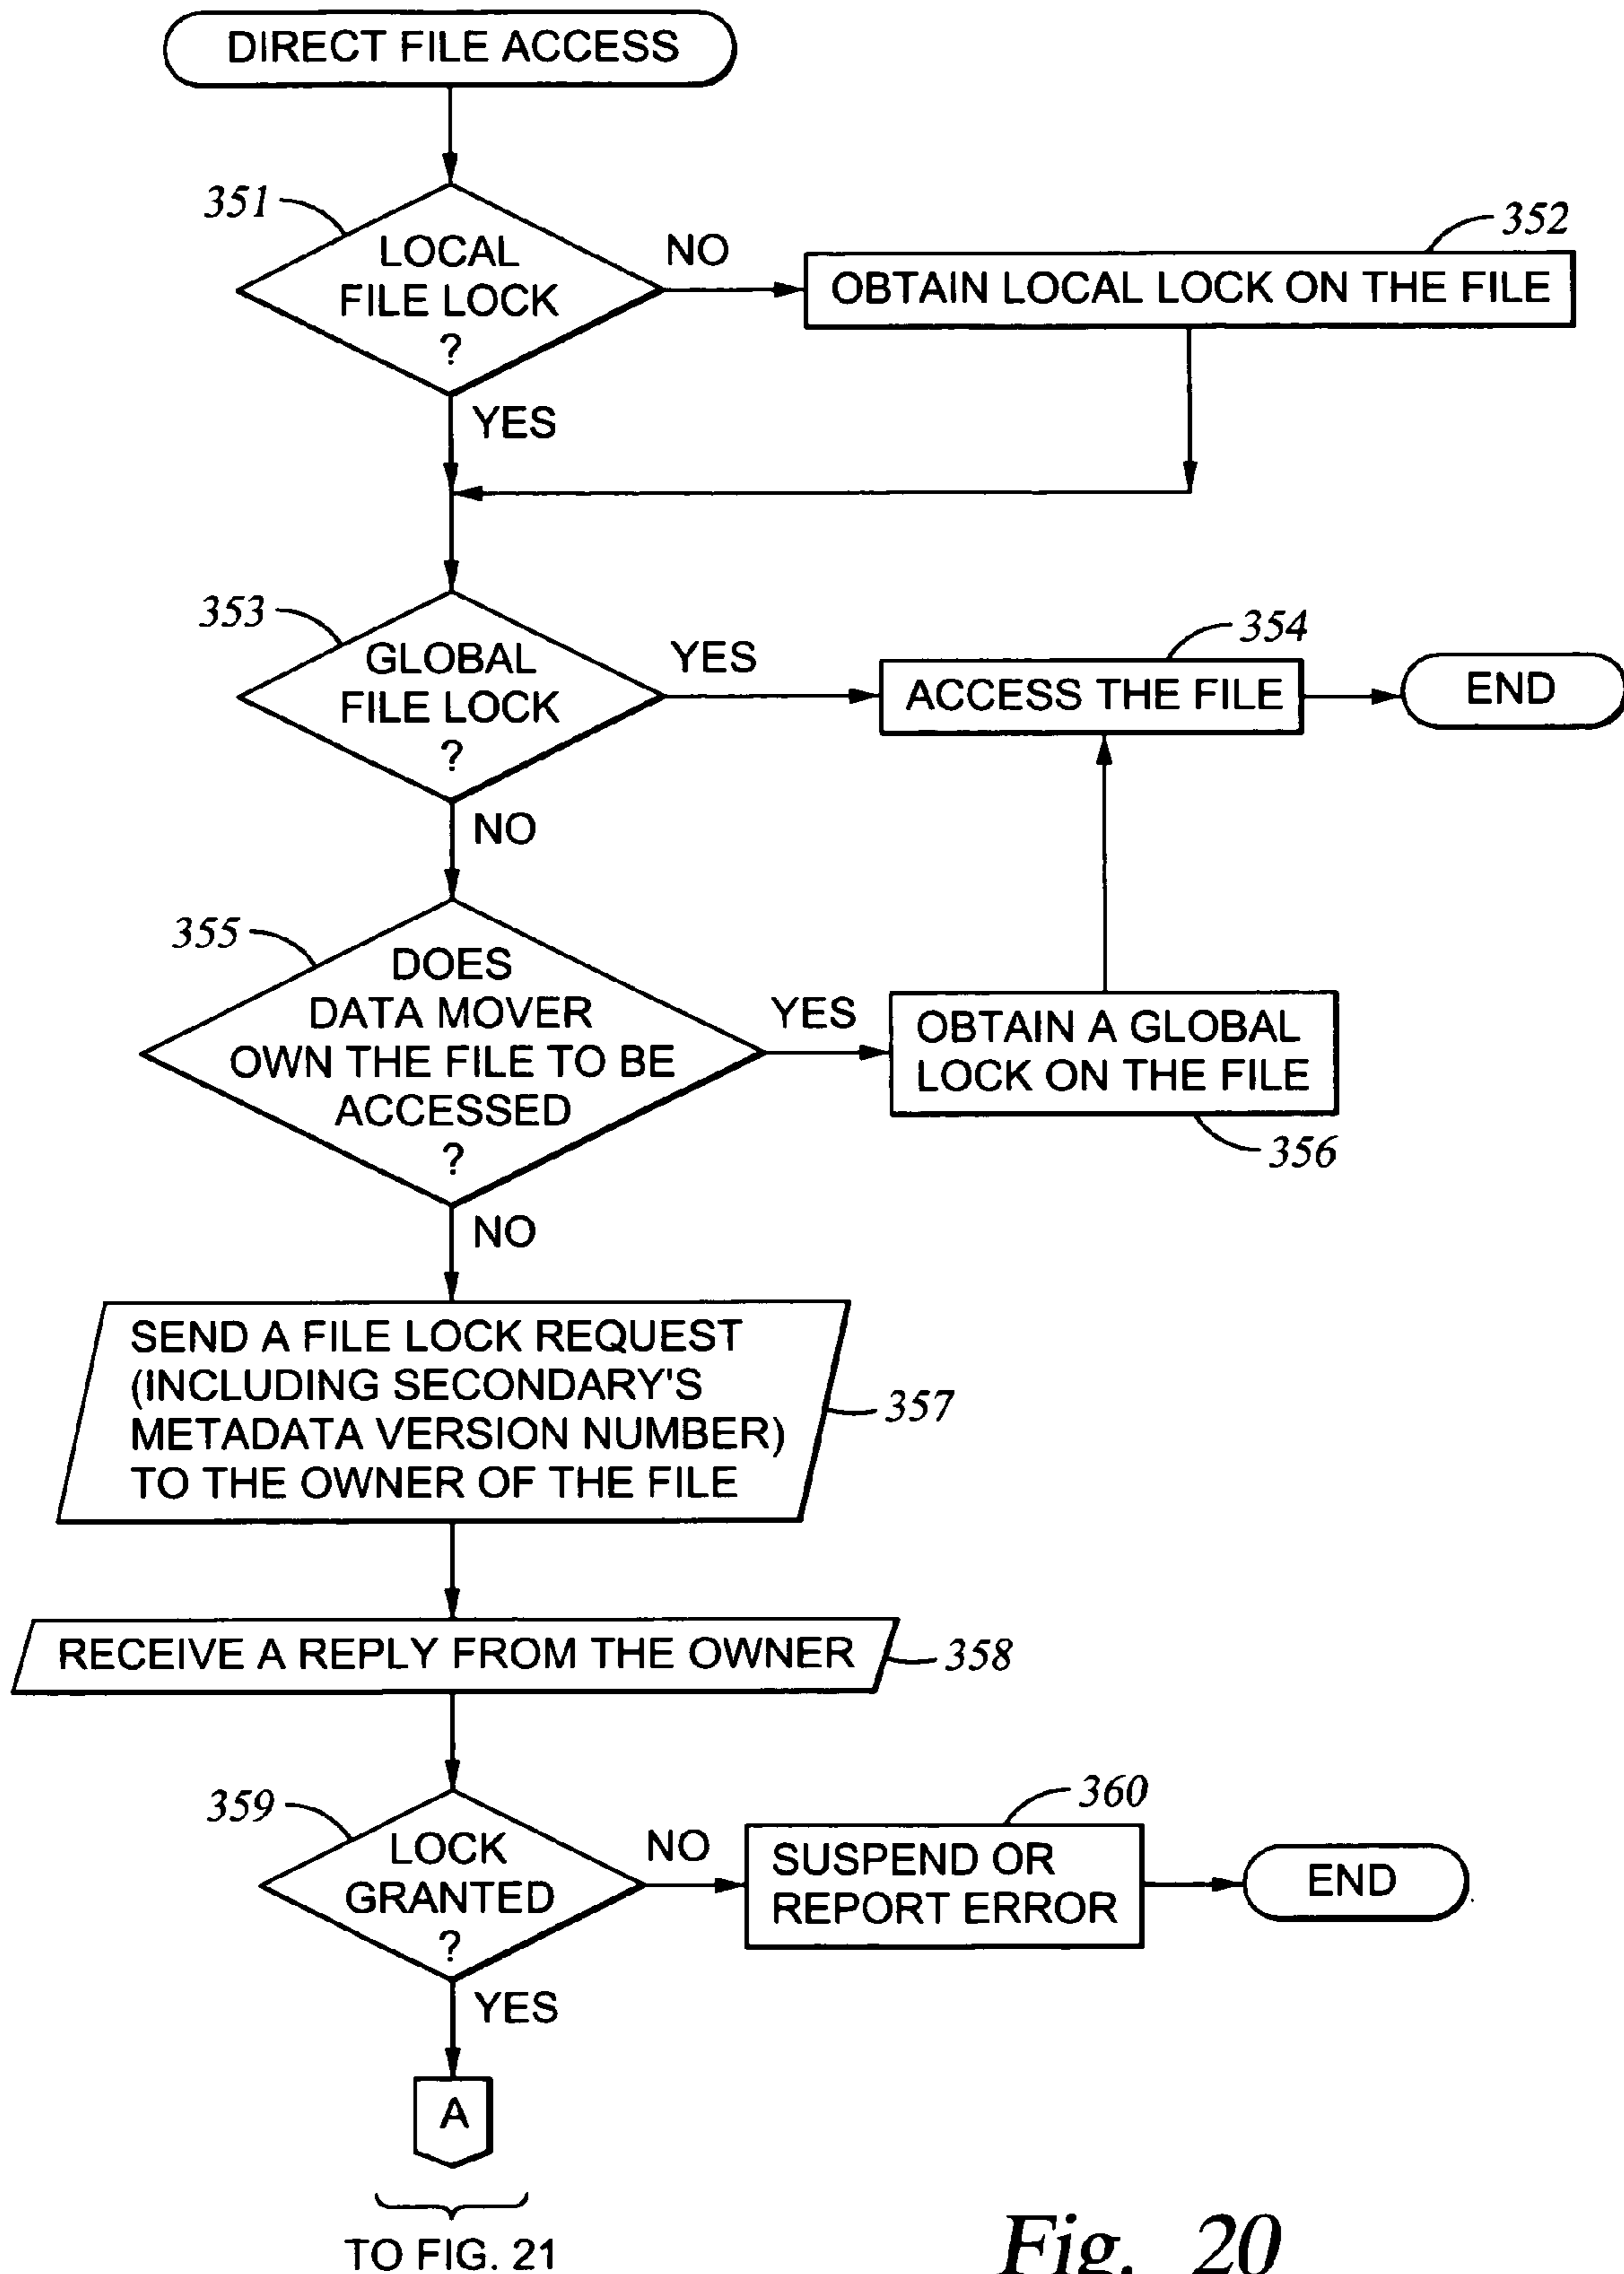 DIRECT FILE ACCESS
351
LOCAL
FILE LOCK
?
NO
352
OBTAIN LOCAL LOCK ON THE FILE
YES
353
GLOBAL
FILE LOCK
?
YES
354
ACCESS THE FILE
END
NO
355
DOES
DATA MOVER
OWN THE FILE TO BE
ACCESSED
?
YES
OBTAIN A GLOBAL
LOCK ON THE FILE
356
NO
SEND A FILE LOCK REQUEST
(INCLUDING SECONDARY'S
METADATA VERSION NUMBER)
TO THE OWNER OF THE FILE
357
RECEIVE A REPLY FROM THE OWNER
358
359
LOCK
GRANTED
?
NO
360
SUSPEND OR
REPORT ERROR
END
YES
A
TO FIG. 21
Fig. 20